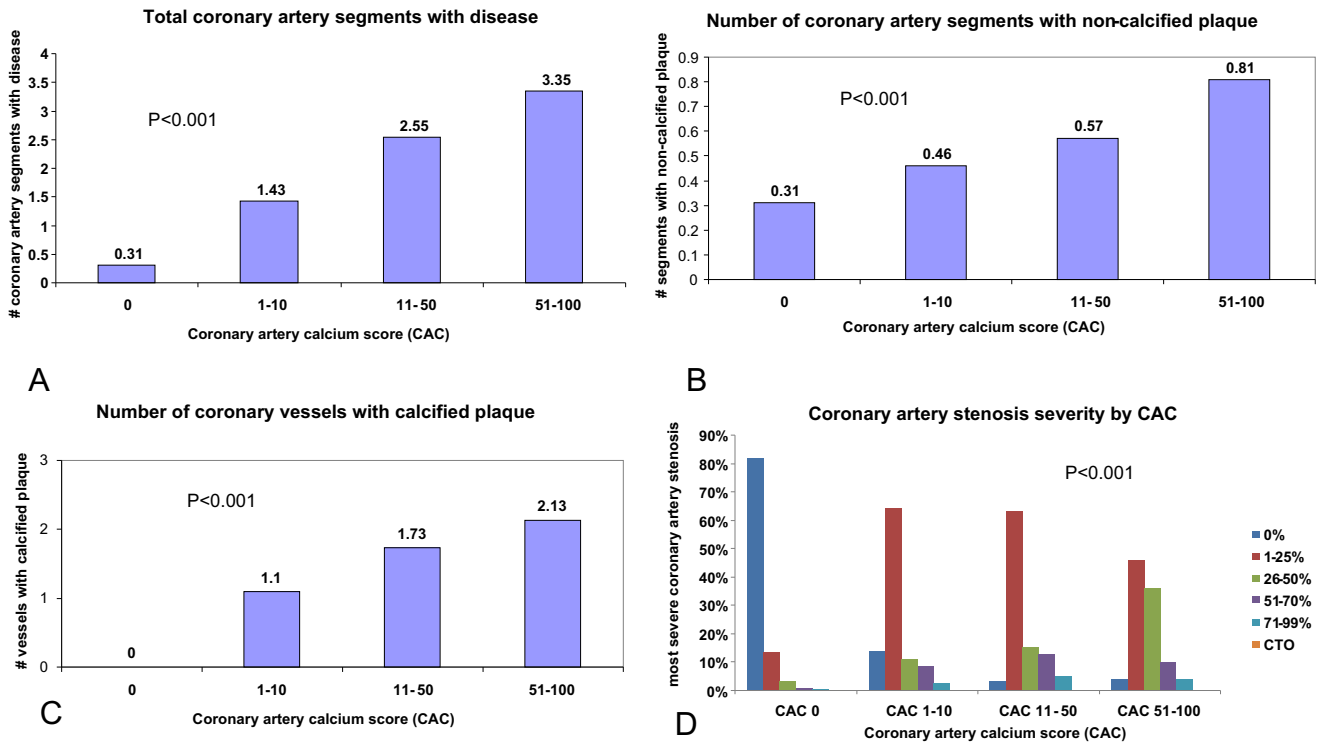 Total coronary artery segments with disease
# coronary artery segments with disease
4
3.5
3
2.5
2
1.5
1
0.5
0
P<0.001
0.31
1.43
2.55
3.35
0
1-10
11-50
51-100
Coronary artery calcium score (CAC)
A
Number of coronary artery segments with non-calcified plaque
# segments with non-calcified plaque
0.9
0.8
0.7
0.6
0.5
0.4
0.3
0.2
0.1
0
P<0.001
0.31
0.46
0.57
0.81
0
1-10
11-50
51-100
Coronary artery calcium score (CAC)
B
Number of coronary vessels with calcified plaque
# vessels with calcified plaque
3
2
1
0
P<0.001
0
1.1
1.73
2.13
0
1-10
11-50
51-100
Coronary artery calcium score (CAC)
C
Coronary artery stenosis severity by CAC
most severe coronary artery stenosis
90%
80%
70%
60%
50%
40%
30%
20%
10%
0%
P<0.001
0%
1-25%
26-50%
51-70%
71-99%
CTO
CAC 0
CAC 1-10
CAC 11-50
CAC 51-100
Coronary artery calcium score (CAC)
D